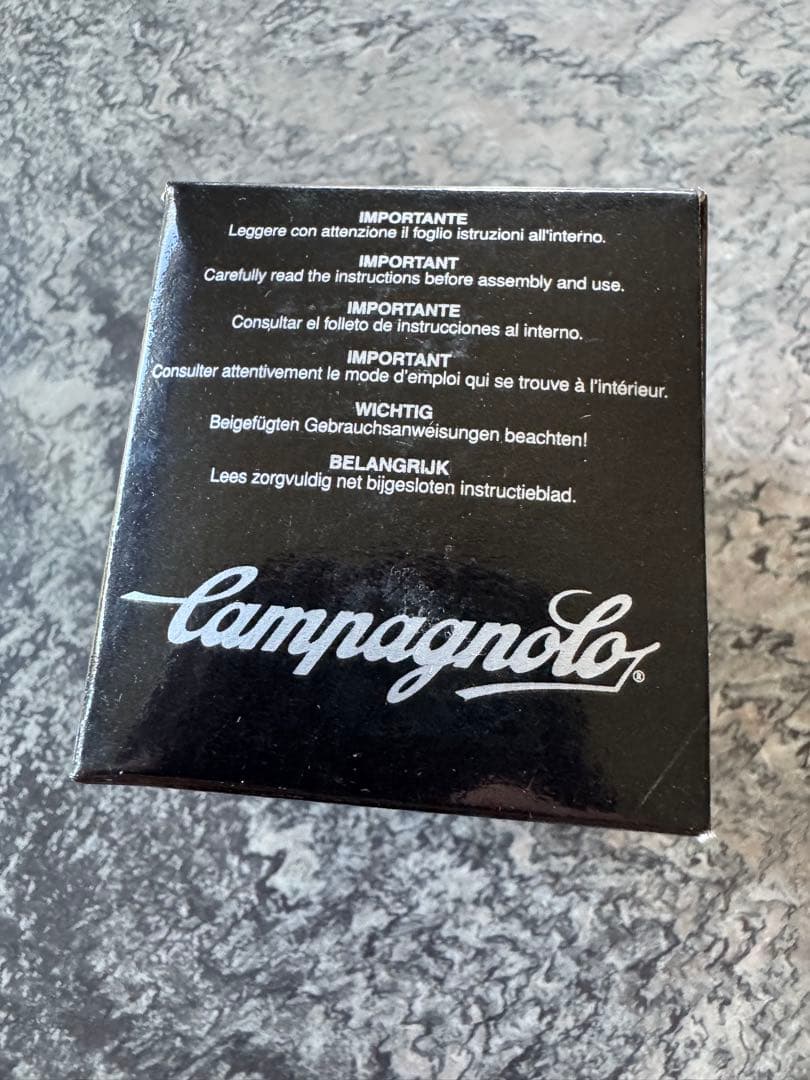 IMPORTANTE
Leggere con attenzione il foglio istruzioni all'interno.
IMPORTANT
Carefully read the instructions before assembly and use.
IMPORTANTE
Consultar el folleto de instrucciones al interno.
IMPORTANT
Consulter attentivement le mode d'emploi qui se trouve à l'intérieur.
WICHTIG
Beigefügten Gebrauchsanweisungen beachten!
BELANGRIJK
Lees zorgvuldig net bijgesloten instructieblad.
Campagnolo®